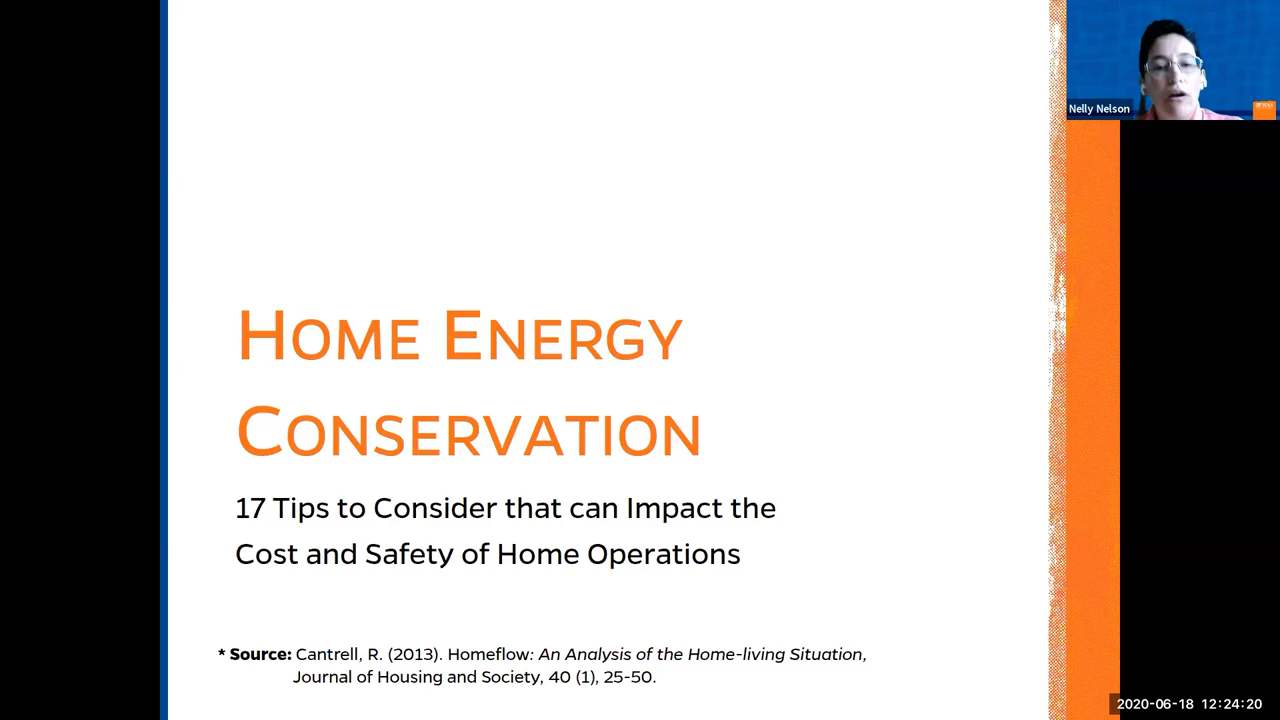 Nelly Nelson
HOME ENERGY
CONSERVATION
17 Tips to Consider that can Impact the
Cost and Safety of Home Operations
* Source: Cantrell, R. (2013). Homeflow: An Analysis of the Home-living Situation,
Journal of Housing and Society, 40 (1), 25-50.
2020-06-18 12:24:20